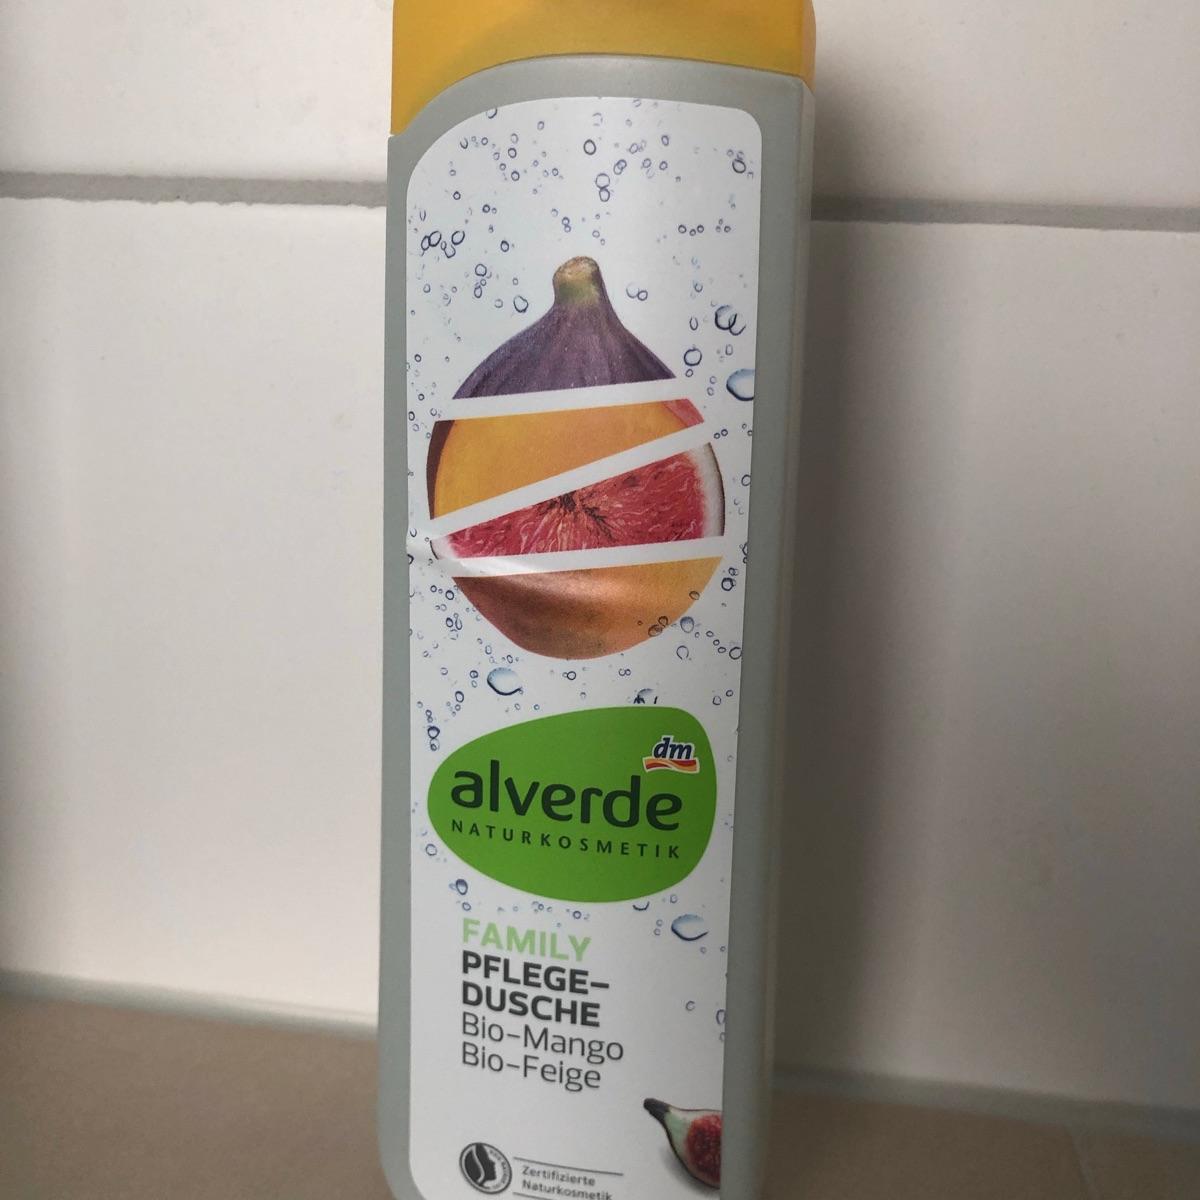 dm
alverde
NATURKOSMETIK
FAMILY
PFLEGE-
DUSCHE
Bio-Mango
Bio-Feige
Zertifizierte
Naturkosmetik